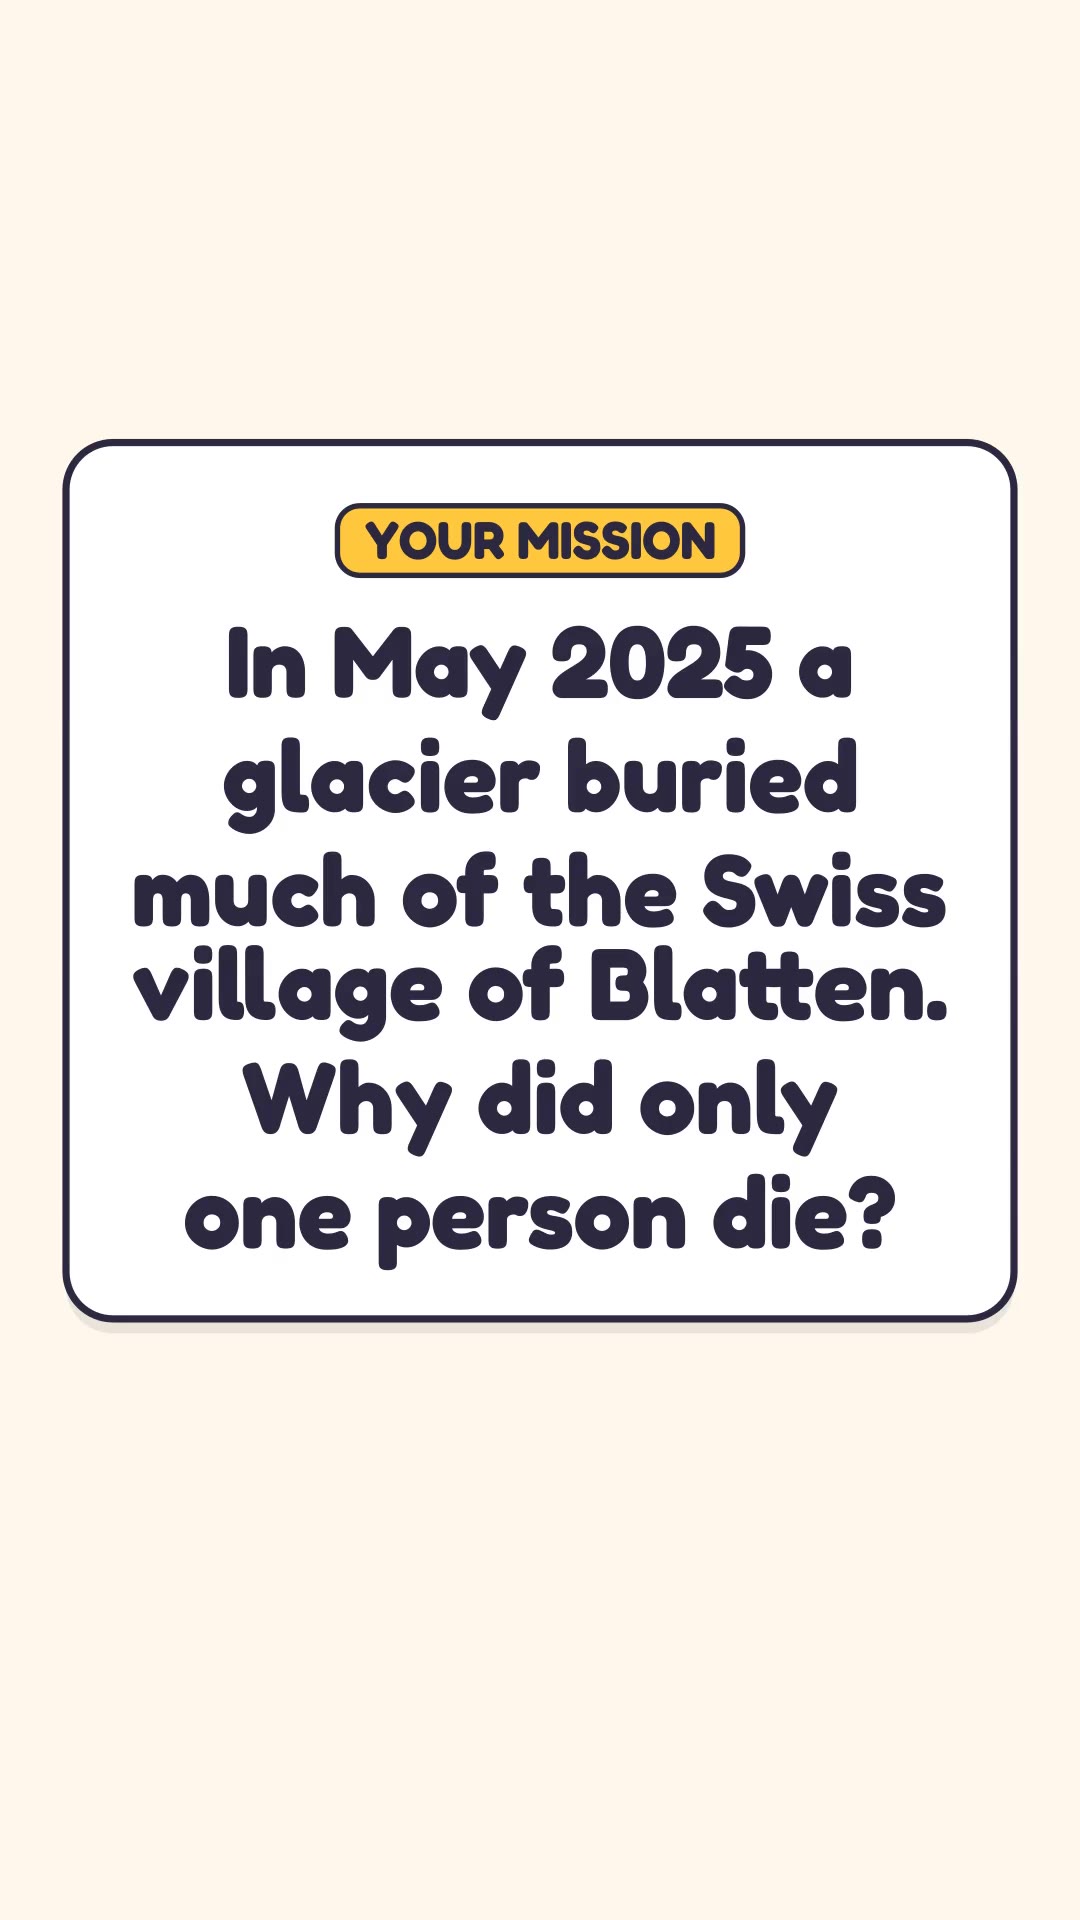 YOUR MISSION
In May 2025 a
glacier buried
much of the Swiss
village of Blatten.
Why did only
one person die?